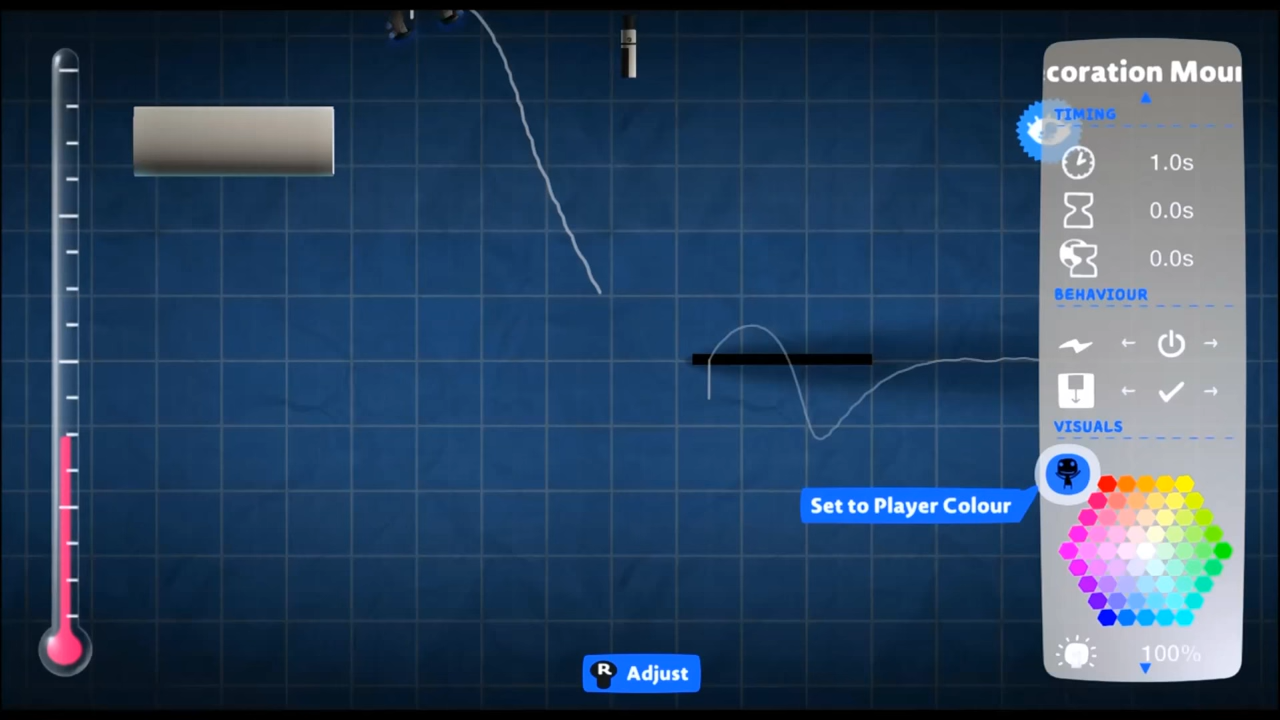 coration Mou
TIMING
1.0s
0.0s
0.0s
BEHAVIOUR
VISUALS
Set to Player Colour
100%
R Adjust